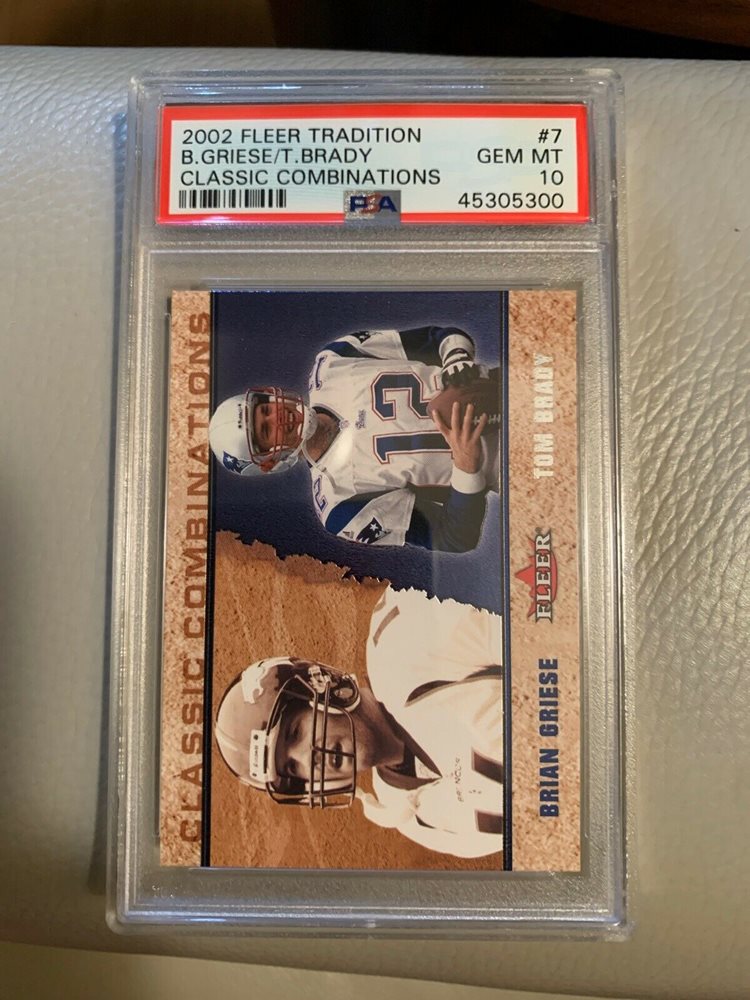 2002 FLEER TRADITION #7
B.GRIESE/T.BRADY GEM MT
CLASSIC COMBINATIONS 10
PSA 45305300
CLASSIC COMBINATIONS
12
FLEER
BRIAN GRIESE
TOM BRADY